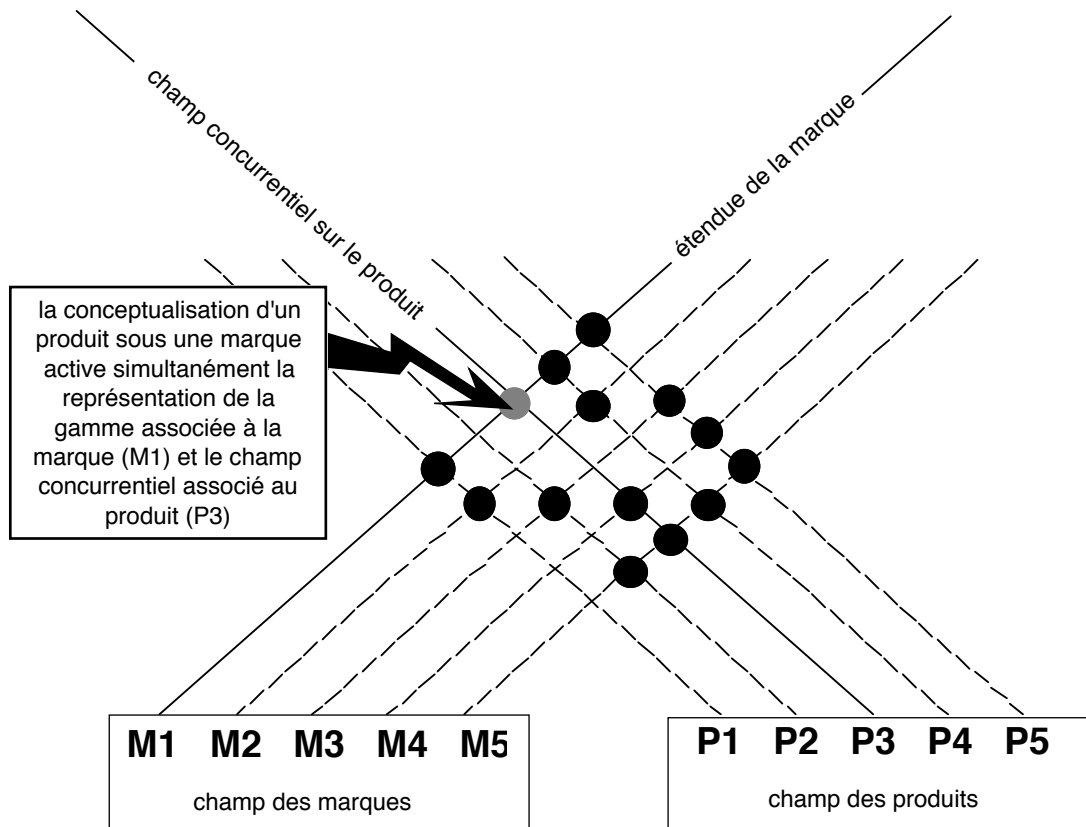 champ concurrentiel sur le produit
étendue de la marque
la conceptualisation d'un
produit sous une marque
active simultanément la
représentation de la
gamme associée à la
marque (M1) et le champ
concurrentiel associé au
produit (P3)
M1 M2 M3 M4 M5
champ des marques
P1 P2 P3 P4 P5
champ des produits